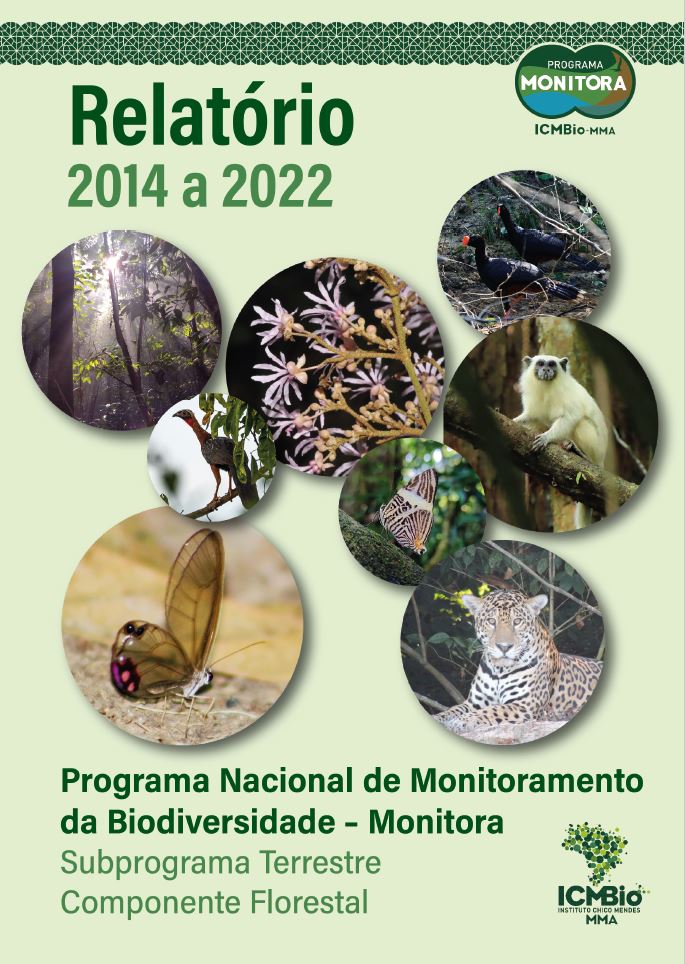 PROGRAMA
MONITORA
ICMBio-MMA
Relatório
2014 a 2022
Programa Nacional de Monitoramento
da Biodiversidade – Monitora
Subprograma Terrestre
Componente Florestal
ICMBio
INSTITUTO CHICO MENDES
MMA